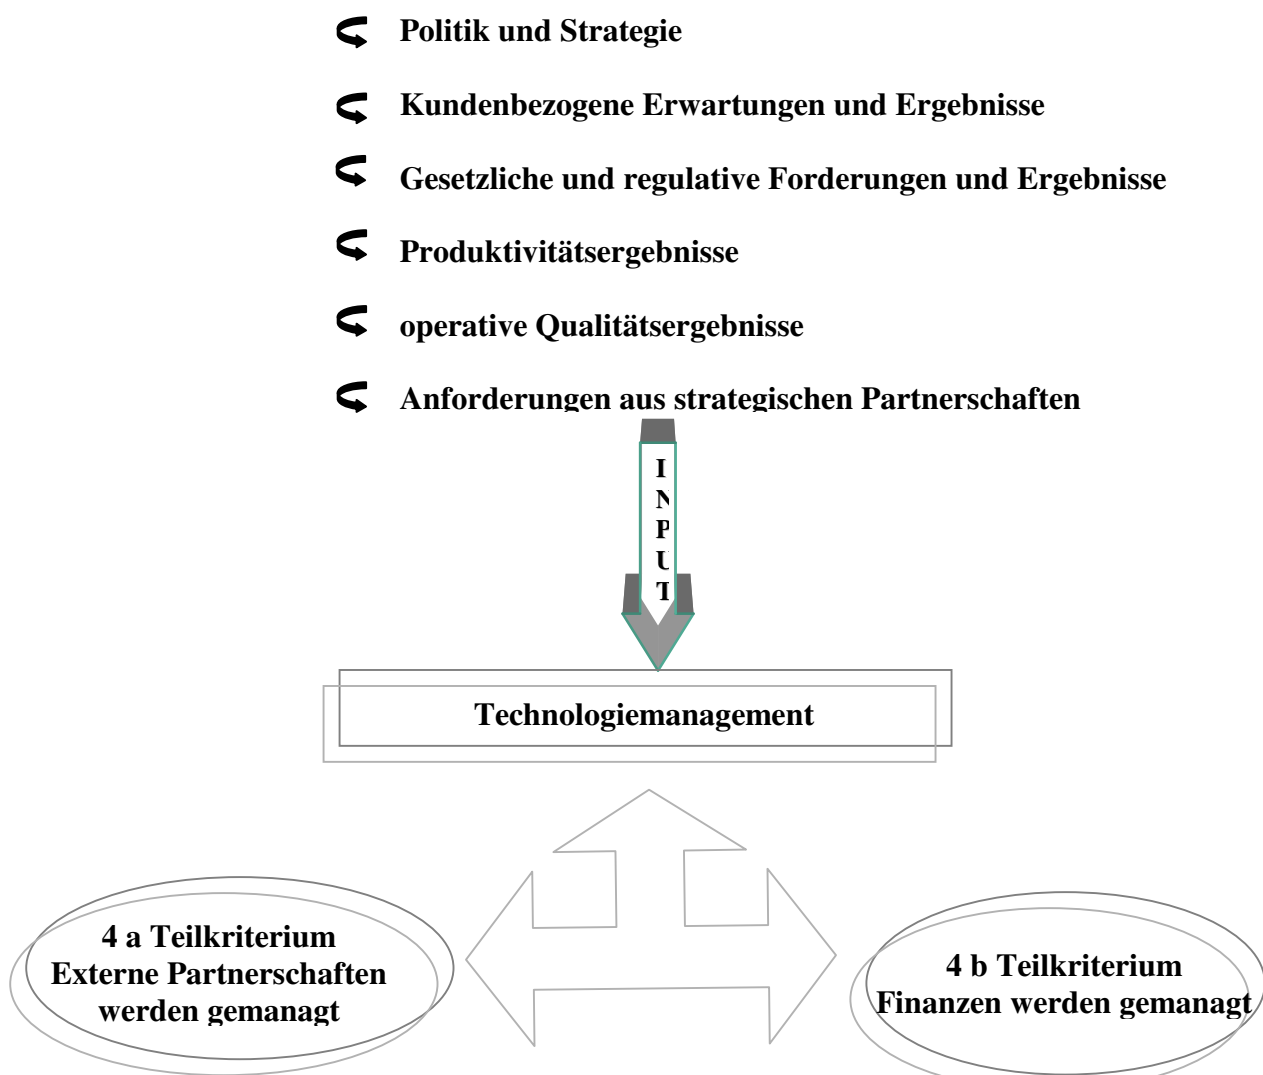 Politik und Strategie
Kundenbezogene Erwartungen und Ergebnisse
Gesetzliche und regulative Forderungen und Ergebnisse
Produktivitätsergebnisse
operative Qualitätsergebnisse
Anforderungen aus strategischen Partnerschaften
I
N
P
U
T
Technologiemanagement
4 a Teilkriterium
Externe Partnerschaften
werden gemanagt
4 b Teilkriterium
Finanzen werden gemanagt